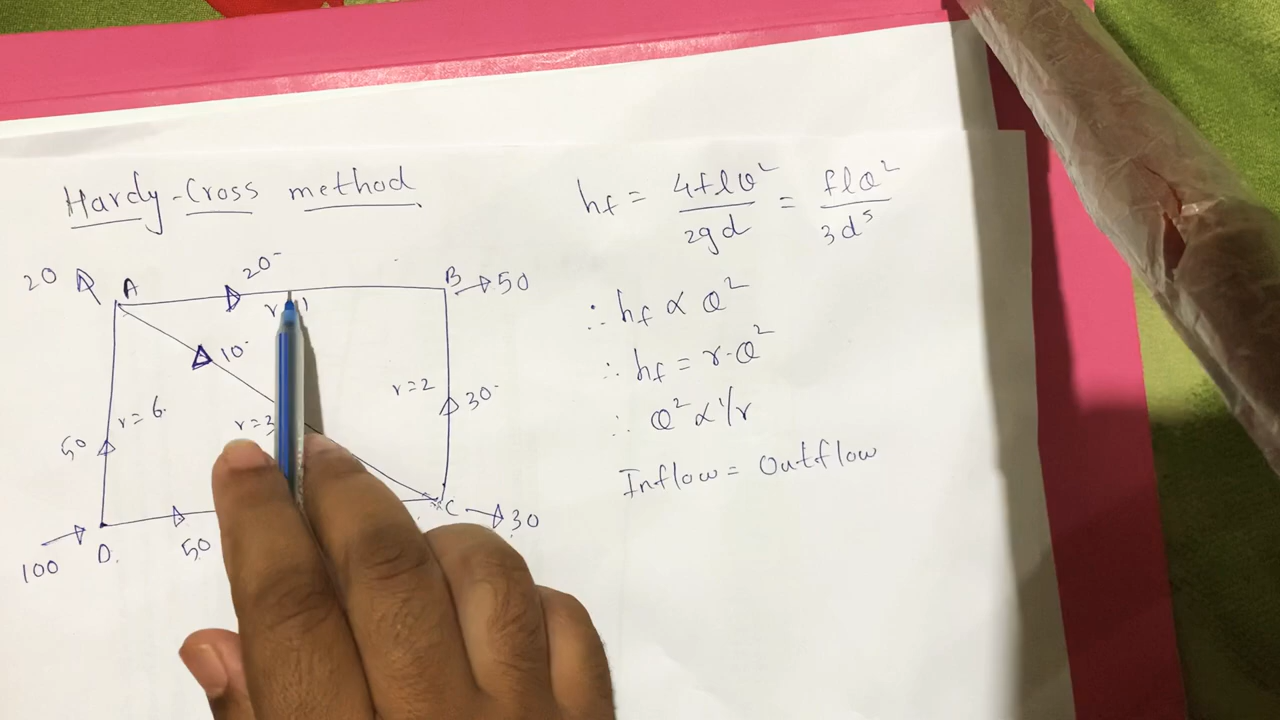 Hardy-Cross method
hf = 4flQ² / 2gd = flQ² / 3d⁵
∴ hf ∝ Q²
∴ hf = r·Q²
∴ Q² ∝ 1/r
Inflow = Outflow
20 A 20 B 50
10
r=2 30
50 r=6
r=3
100 D. 50 C 30